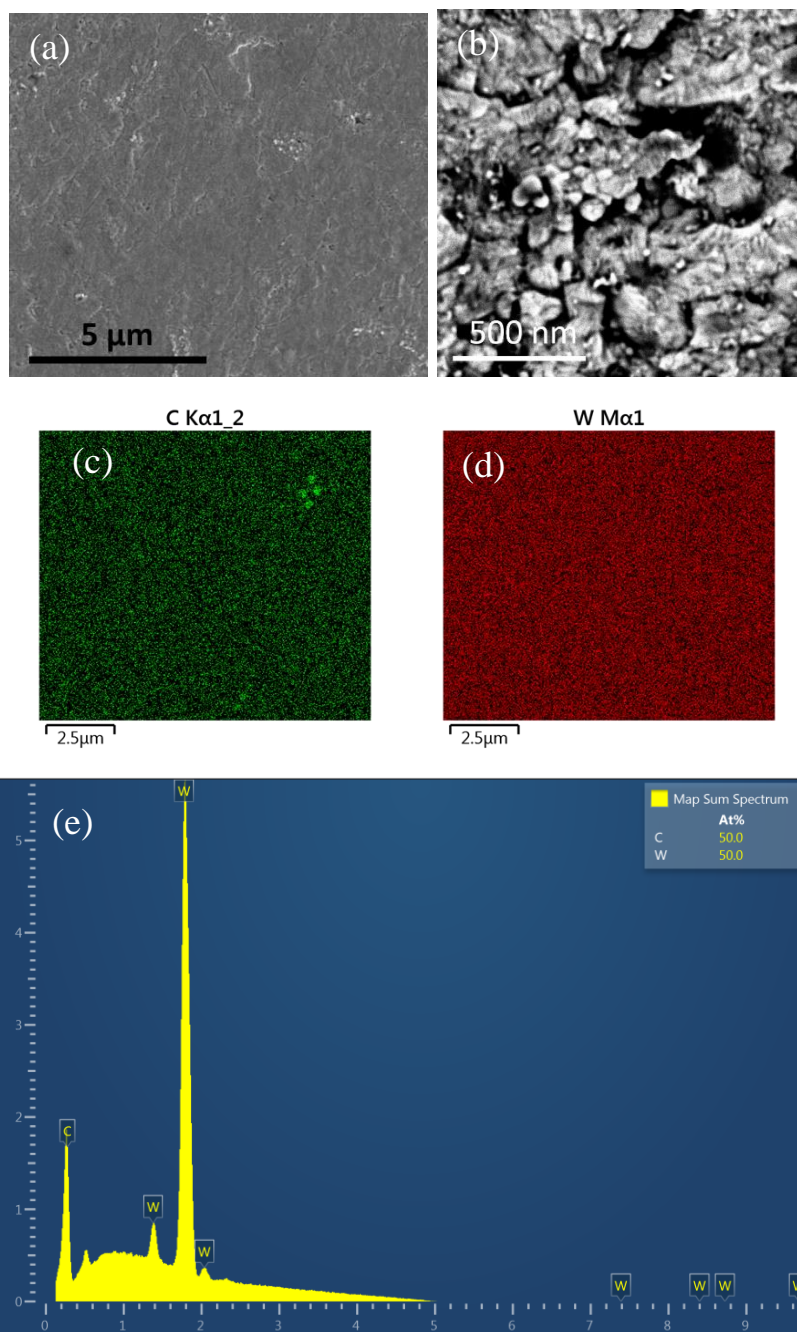 (a)
(b)
5 µm
500 nm
C Kα1_2
W Mα1
(c)
(d)
2.5µm
2.5µm
(e)
W
Map Sum Spectrum
At%
C 50.0
W 50.0
5
4
3
2
C
1
W
W
W
W
W
W
0
0 1 2 3 4 5 6 7 8 9